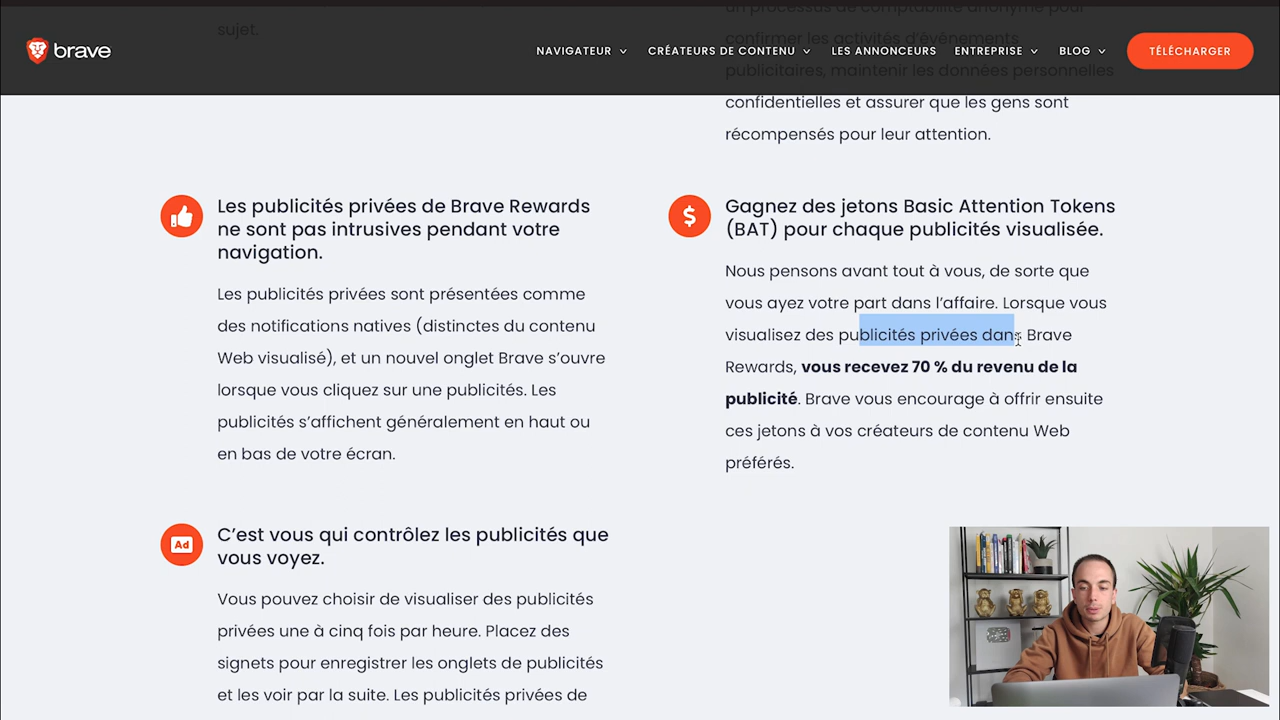 brave
NAVIGATEUR
CRÉATEURS DE CONTENU
LES ANNONCEURS
ENTREPRISE
BLOG
TÉLÉCHARGER
sujet.
un processus de comptabilité anonyme pour
confirmer les activités d’événements
publicitaires, maintenir les données personnelles
confidentielles et assurer que les gens sont
récompensés pour leur attention.
Les publicités privées de Brave Rewards
ne sont pas intrusives pendant votre
navigation.
Les publicités privées sont présentées comme
des notifications natives (distinctes du contenu
Web visualisé), et un nouvel onglet Brave s’ouvre
lorsque vous cliquez sur une publicités. Les
publicités s’affichent généralement en haut ou
en bas de votre écran.
Gagnez des jetons Basic Attention Tokens
(BAT) pour chaque publicités visualisée.
Nous pensons avant tout à vous, de sorte que
vous ayez votre part dans l’affaire. Lorsque vous
visualisez des publicités privées dans Brave
Rewards, vous recevez 70 % du revenu de la
publicité. Brave vous encourage à offrir ensuite
ces jetons à vos créateurs de contenu Web
préférés.
Ad
C’est vous qui contrôlez les publicités que
vous voyez.
Vous pouvez choisir de visualiser des publicités
privées une à cinq fois par heure. Placez des
signets pour enregistrer les onglets de publicités
et les voir par la suite. Les publicités privées de